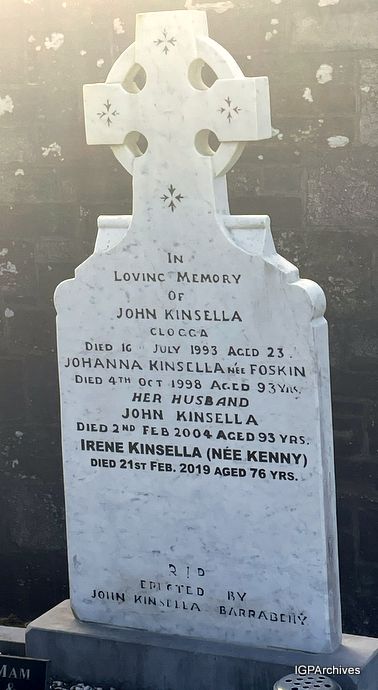 IN
LOVING MEMORY
OF
JOHN KINSELLA
CLOGGA
DIED 16 JULY 1993 AGED 23.
JOHANNA KINSELLA NÉE FOSKIN
DIED 4TH OCT 1998 AGED 93 YRS.
HER HUSBAND
JOHN KINSELLA
DIED 2ND FEB 2004 AGED 93 YRS.
IRENE KINSELLA (NÉE KENNY)
DIED 21ST FEB. 2019 AGED 76 YRS.
R I P
ERECTED BY
JOHN KINSELLA BARRABEHY
MAM
IGPArchives